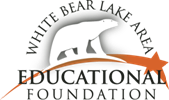 WHITE BEAR LAKE AREA
EDUCATIONAL
FOUNDATION